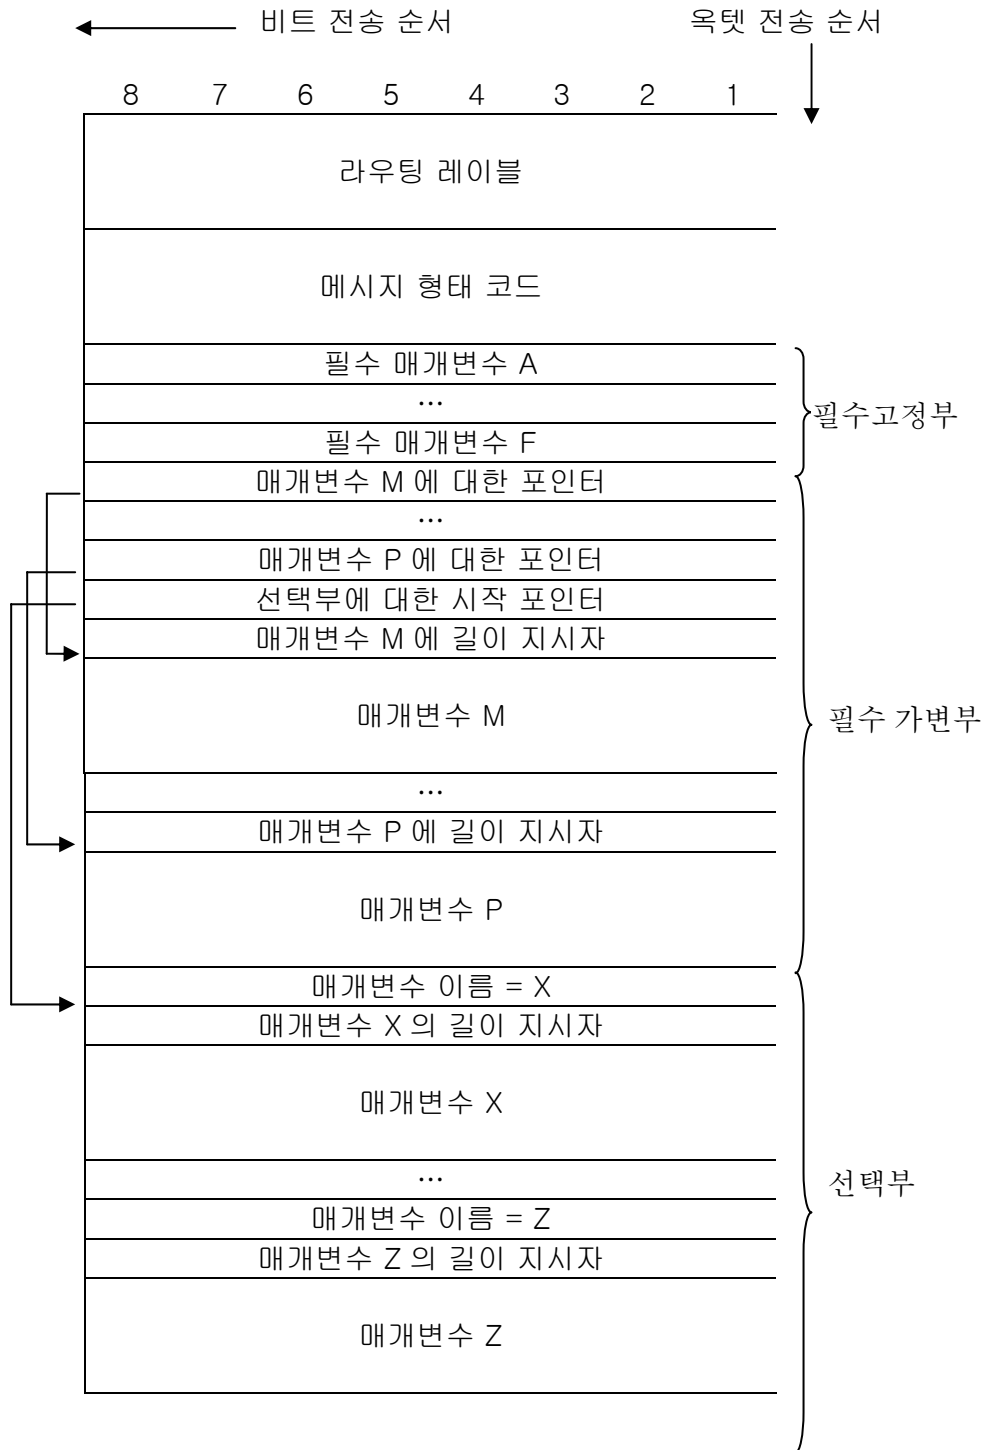 비트 전송 순서 옥텟 전송 순서
8 7 6 5 4 3 2 1
라우팅 레이블
메시지 형태 코드
필수 매개변수 A
...
필수고정부
필수 매개변수 F
매개변수 M 에 대한 포인터
...
매개변수 P 에 대한 포인터
선택부에 대한 시작 포인터
매개변수 M 에 길이 지시자
매개변수 M
필수 가변부
...
매개변수 P 에 길이 지시자
매개변수 P
매개변수 이름 = X
매개변수 X 의 길이 지시자
매개변수 X
...
선택부
매개변수 이름 = Z
매개변수 Z 의 길이 지시자
매개변수 Z